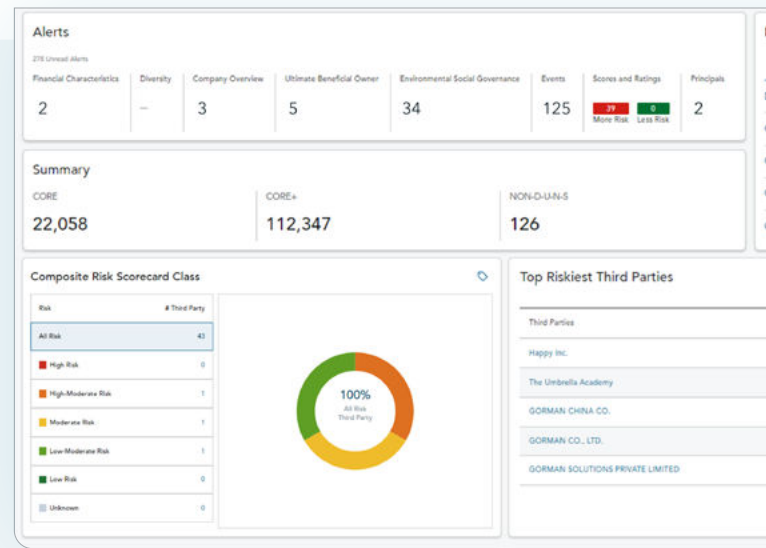 Alerts
278 Unread Alerts
Financial Characteristics Diversity Company Overview Ultimate Beneficial Owner Environmental Social Governance Events Scores and Ratings Principals
2 – 3 5 34 125 39 0 2
More Risk Less Risk
Summary
CORE CORE+ NON-D-U-N-S
22,058 112,347 126
Composite Risk Scorecard Class
Risk # Third Party
All Risk 43
High Risk 0
High-Moderate Risk 1
Moderate Risk 1
Low-Moderate Risk 1
Low Risk 0
Unknown 0
100%
All Risk
Third Party
Top Riskiest Third Parties
Third Parties
Happy Inc.
The Umbrella Academy
GORMAN CHINA CO.
GORMAN CO., LTD.
GORMAN SOLUTIONS PRIVATE LIMITED